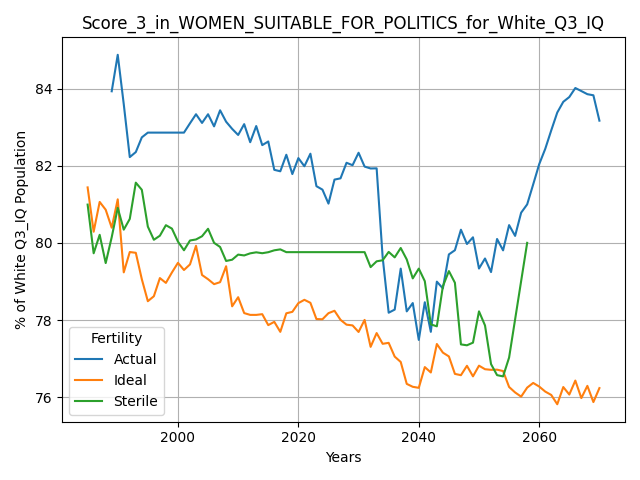 Score_3_in_WOMEN_SUITABLE_FOR_POLITICS_for_White_Q3_IQ
% of White Q3_IQ Population
84
82
80
78
76
Fertility
Actual
Ideal
Sterile
2000 2020 2040 2060
Years